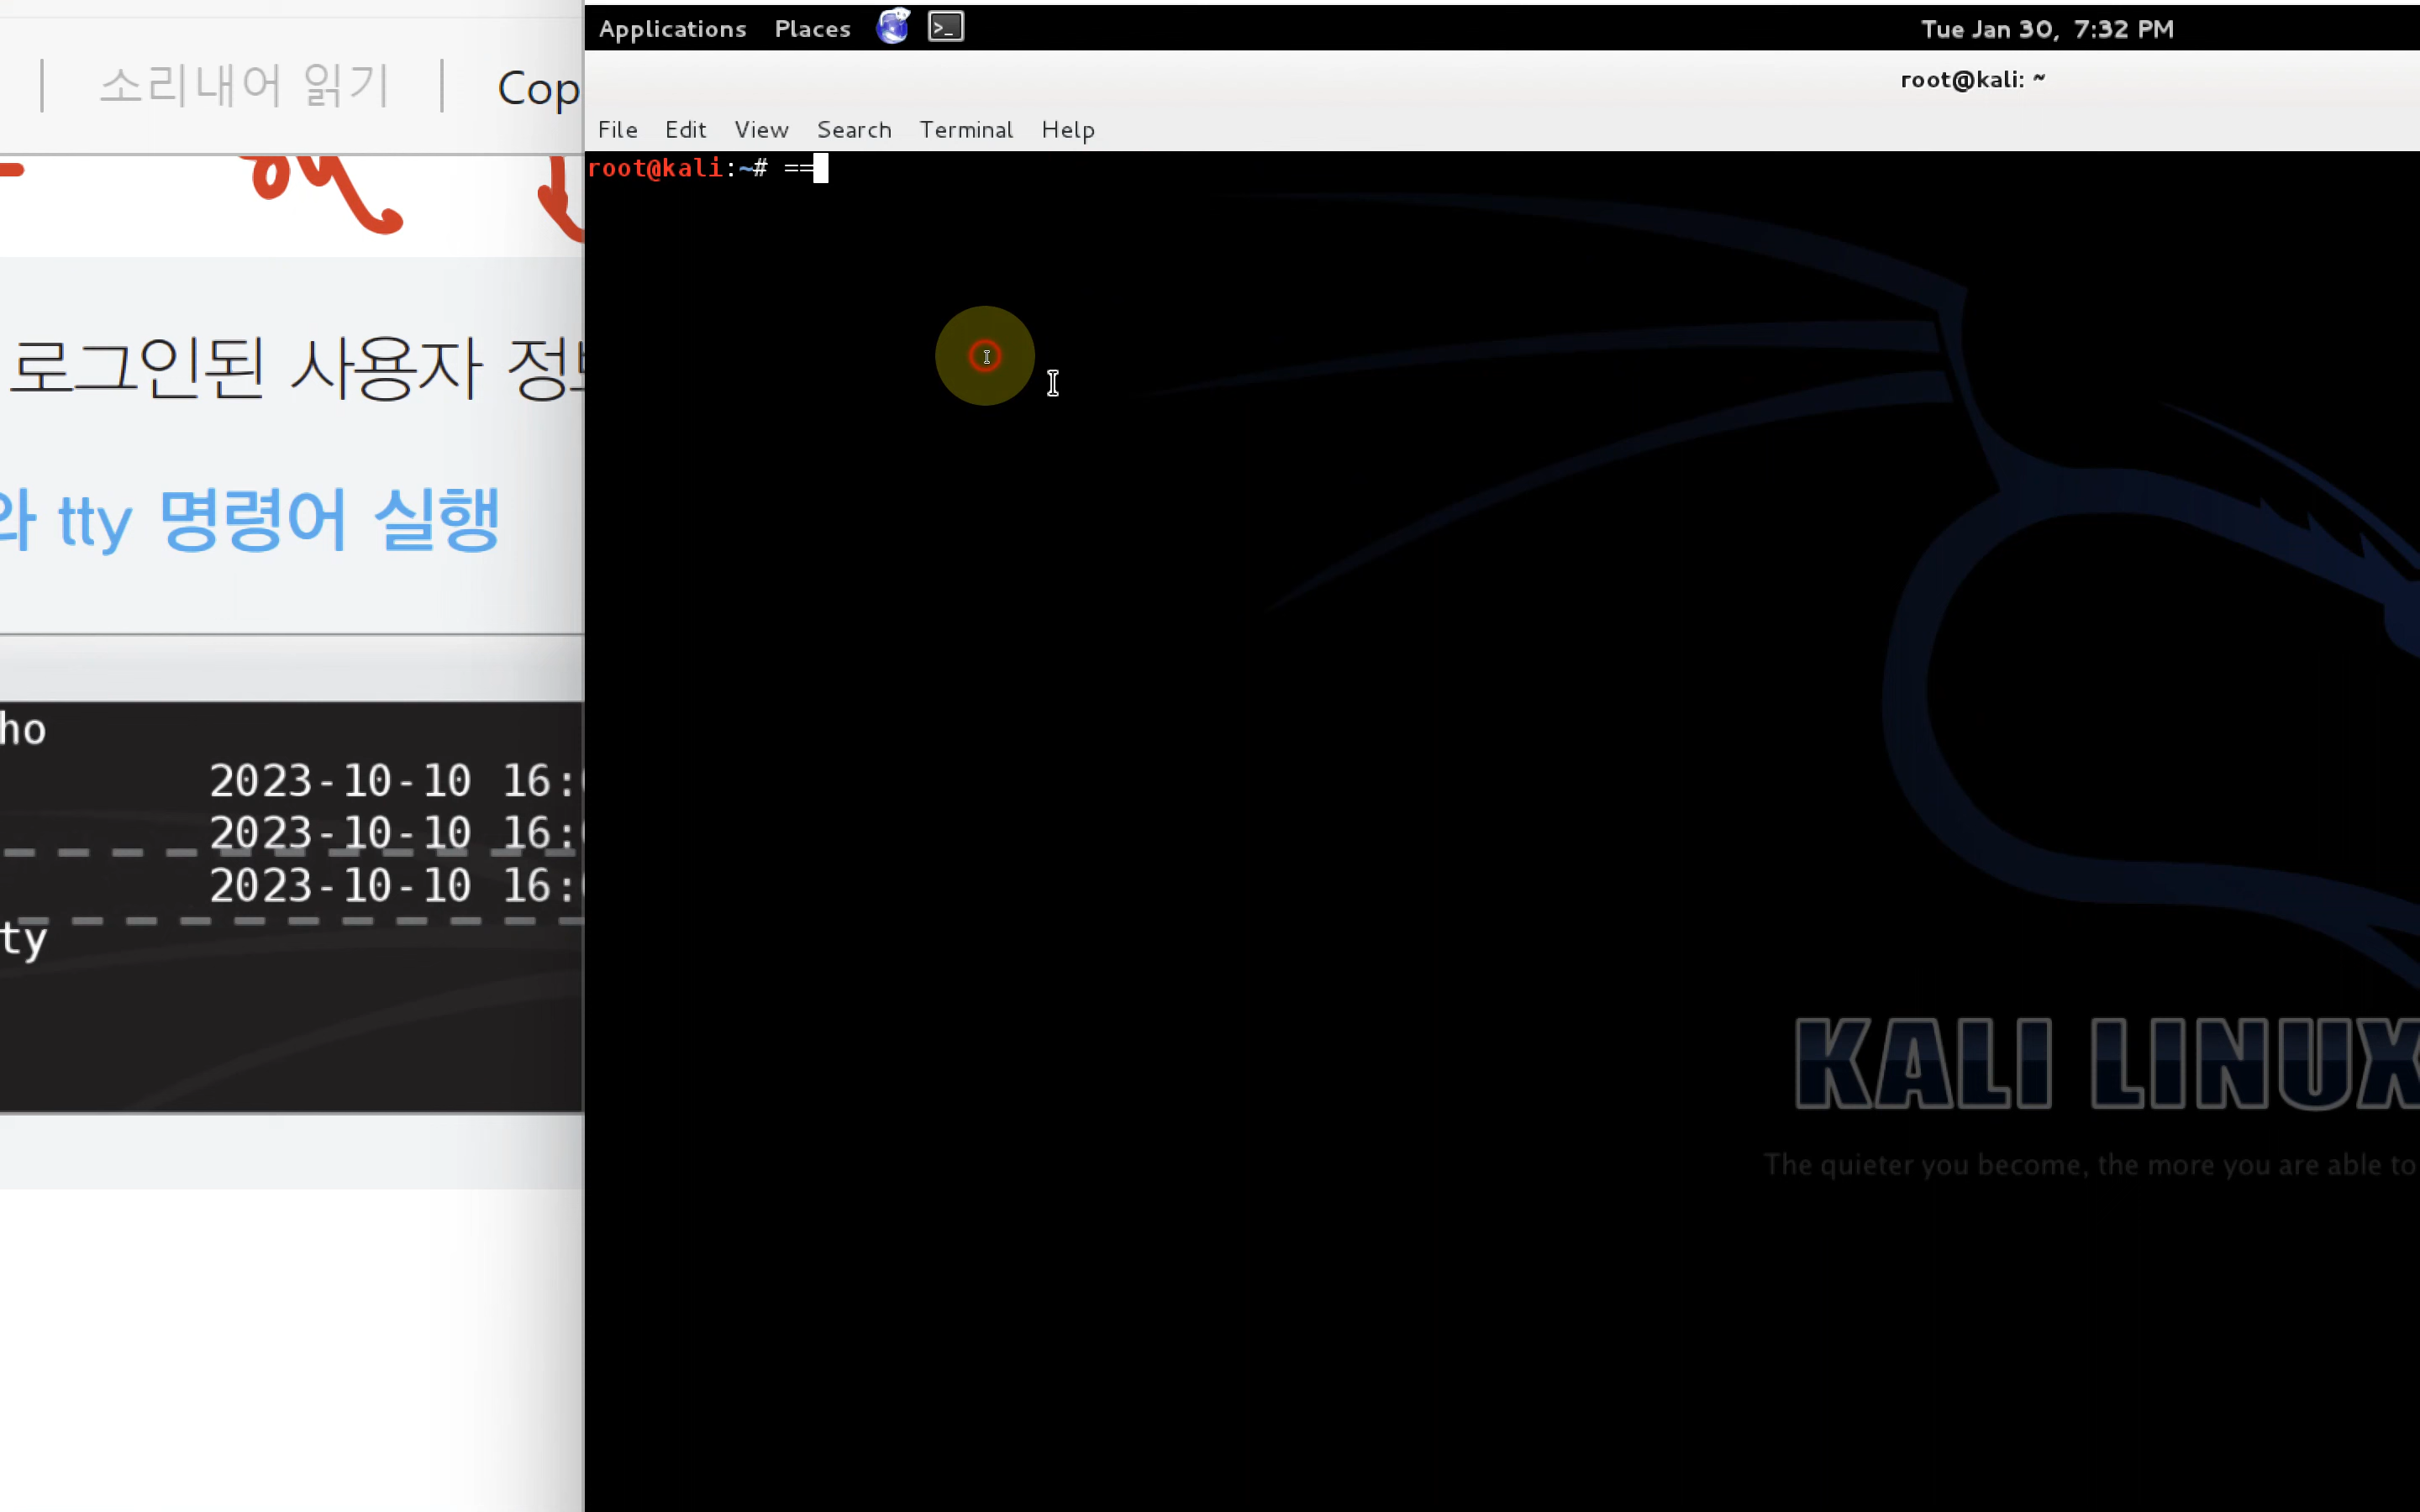 소리내어 읽기 | Cop
로그인된 사용자 정
와 tty 명령어 실행
ho
2023-10-10 16:
2023-10-10 16:
2023-10-10 16:
ty
Applications Places Tue Jan 30, 7:32 PM
root@kali: ~
File Edit View Search Terminal Help
root@kali:~# ==
KALI LINUX
The quieter you become, the more you are able to